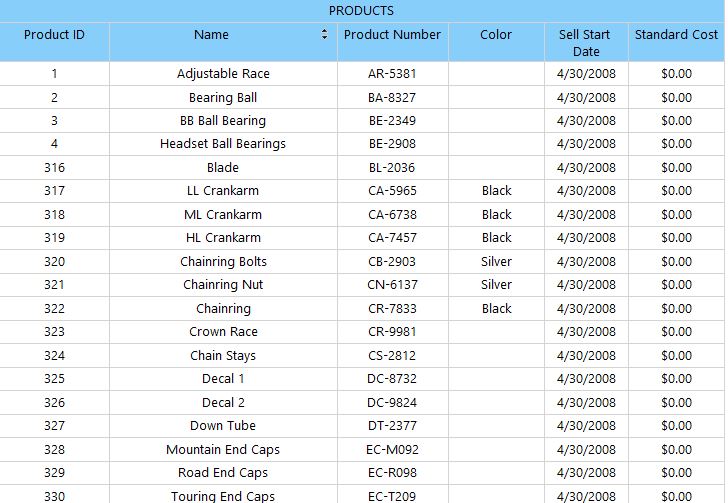 PRODUCTS
Product ID Name Product Number Color Sell Start Date Standard Cost
1 Adjustable Race AR-5381 4/30/2008 $0.00
2 Bearing Ball BA-8327 4/30/2008 $0.00
3 BB Ball Bearing BE-2349 4/30/2008 $0.00
4 Headset Ball Bearings BE-2908 4/30/2008 $0.00
316 Blade BL-2036 4/30/2008 $0.00
317 LL Crankarm CA-5965 Black 4/30/2008 $0.00
318 ML Crankarm CA-6738 Black 4/30/2008 $0.00
319 HL Crankarm CA-7457 Black 4/30/2008 $0.00
320 Chainring Bolts CB-2903 Silver 4/30/2008 $0.00
321 Chainring Nut CN-6137 Silver 4/30/2008 $0.00
322 Chainring CR-7833 Black 4/30/2008 $0.00
323 Crown Race CR-9981 4/30/2008 $0.00
324 Chain Stays CS-2812 4/30/2008 $0.00
325 Decal 1 DC-8732 4/30/2008 $0.00
326 Decal 2 DC-9824 4/30/2008 $0.00
327 Down Tube DT-2377 4/30/2008 $0.00
328 Mountain End Caps EC-M092 4/30/2008 $0.00
329 Road End Caps EC-R098 4/30/2008 $0.00
330 Touring End Caps EC-T209 4/30/2008 $0.00